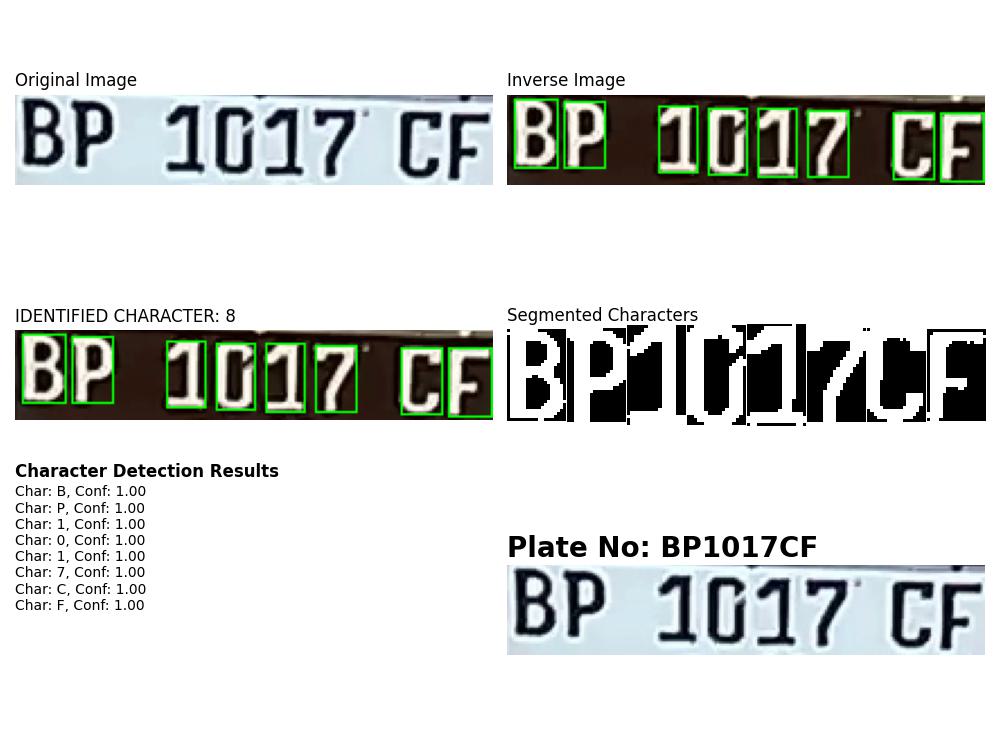 Original Image
BP 1017 CF
Inverse Image
BP 1017 CF
IDENTIFIED CHARACTER: 8
BP 1017 CF
Segmented Characters
BP1017CF
Character Detection Results
Char: B, Conf: 1.00
Char: P, Conf: 1.00
Char: 1, Conf: 1.00
Char: 0, Conf: 1.00
Char: 1, Conf: 1.00
Char: 7, Conf: 1.00
Char: C, Conf: 1.00
Char: F, Conf: 1.00
Plate No: BP1017CF
BP 1017 CF